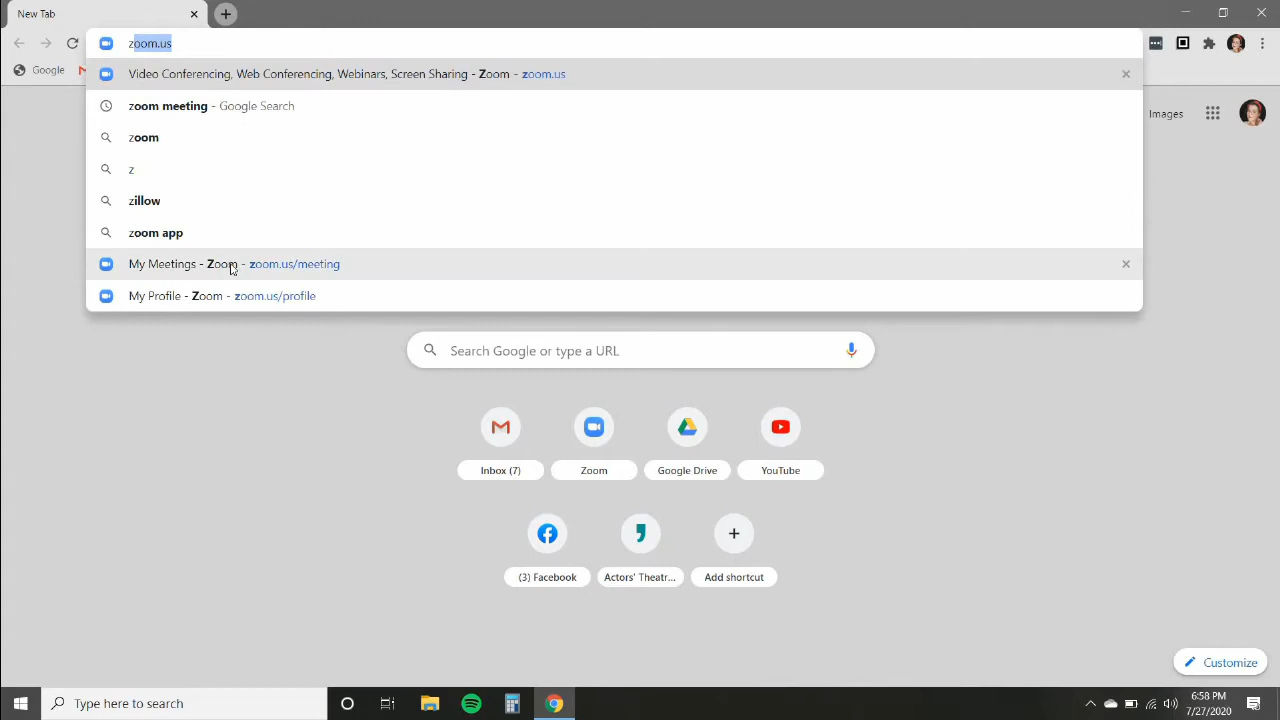 New Tab
zoom.us
Google
Video Conferencing, Web Conferencing, Webinars, Screen Sharing - Zoom - zoom.us
zoom meeting - Google Search
zoom
z
zillow
zoom app
My Meetings - Zoom - zoom.us/meeting
My Profile - Zoom - zoom.us/profile
Images
Search Google or type a URL
Inbox (7)
Zoom
Google Drive
YouTube
(3) Facebook
Actors' Theatr...
Add shortcut
Customize
Type here to search
6:58 PM
7/27/2020